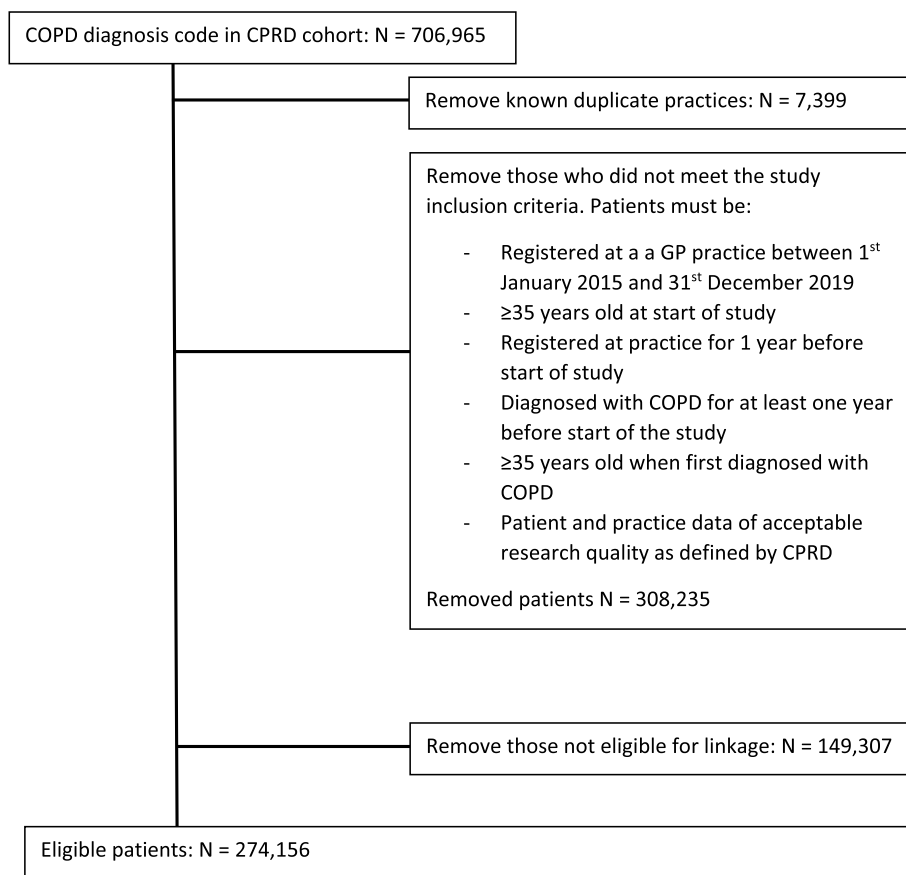 COPD diagnosis code in CPRD cohort: N = 706,965
Remove known duplicate practices: N = 7,399
Remove those who did not meet the study
inclusion criteria. Patients must be:
- Registered at a a GP practice between 1st
January 2015 and 31st December 2019
- ≥35 years old at start of study
- Registered at practice for 1 year before
start of study
- Diagnosed with COPD for at least one year
before start of the study
- ≥35 years old when first diagnosed with
COPD
- Patient and practice data of acceptable
research quality as defined by CPRD
Removed patients N = 308,235
Remove those not eligible for linkage: N = 149,307
Eligible patients: N = 274,156